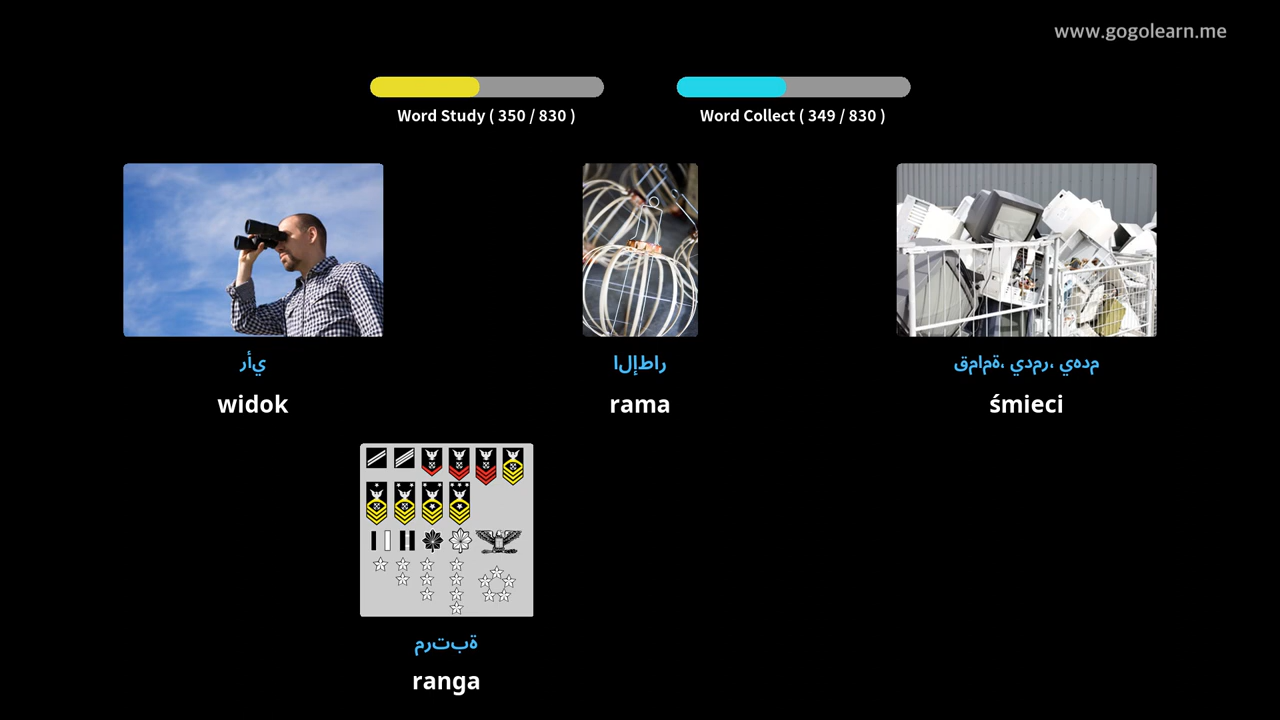 www.gogolearn.me
Word Study ( 350 / 830 )
Word Collect ( 349 / 830 )
رأي
الإطار
قمامة، يدمر، يهدم
widok
rama
śmieci
مرتبة
ranga